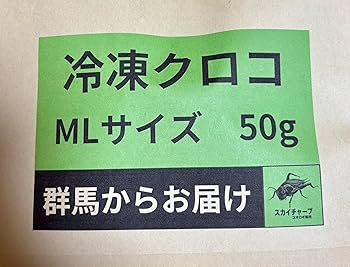 冷凍クロコ
MLサイズ 50g
群馬からお届け
スカイチャープ